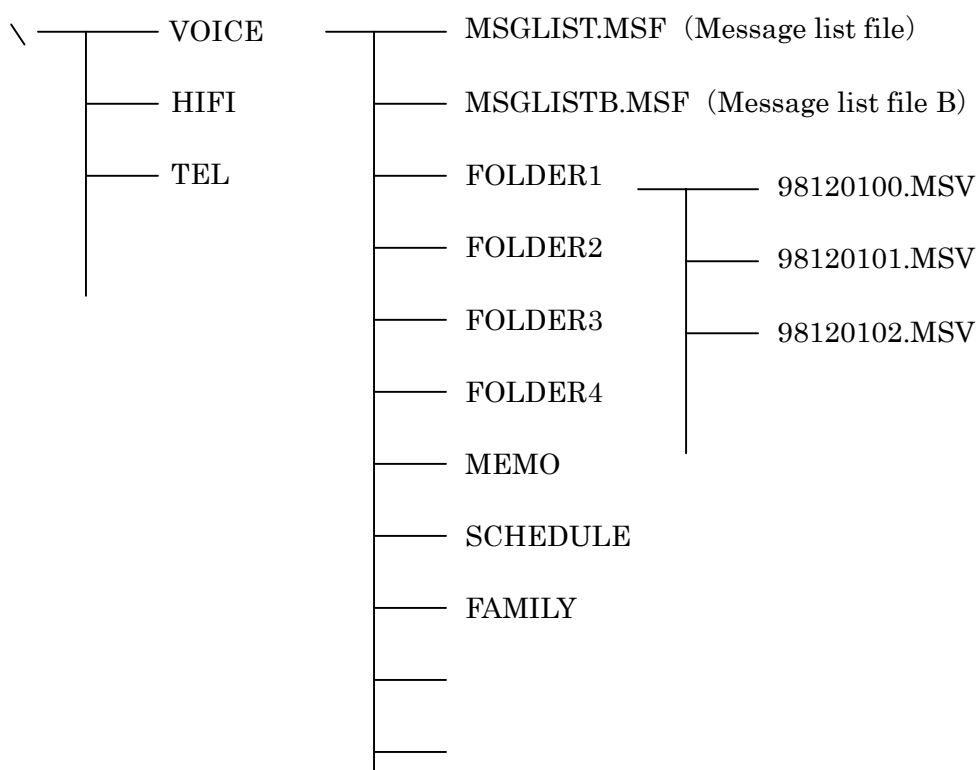 \ VOICE MSGLIST.MSF (Message list file)
HIFI MSGLISTB.MSF (Message list file B)
TEL FOLDER1 98120100.MSV
FOLDER2 98120101.MSV
FOLDER3 98120102.MSV
FOLDER4
MEMO
SCHEDULE
FAMILY